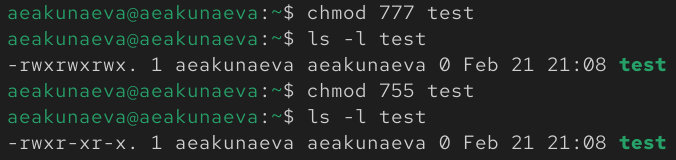 aeakunaeva@aeakunaeva:~$ chmod 777 test
aeakunaeva@aeakunaeva:~$ ls -l test
-rwxrwxrwx. 1 aeakunaeva aeakunaeva 0 Feb 21 21:08 test
aeakunaeva@aeakunaeva:~$ chmod 755 test
aeakunaeva@aeakunaeva:~$ ls -l test
-rwxr-xr-x. 1 aeakunaeva aeakunaeva 0 Feb 21 21:08 test